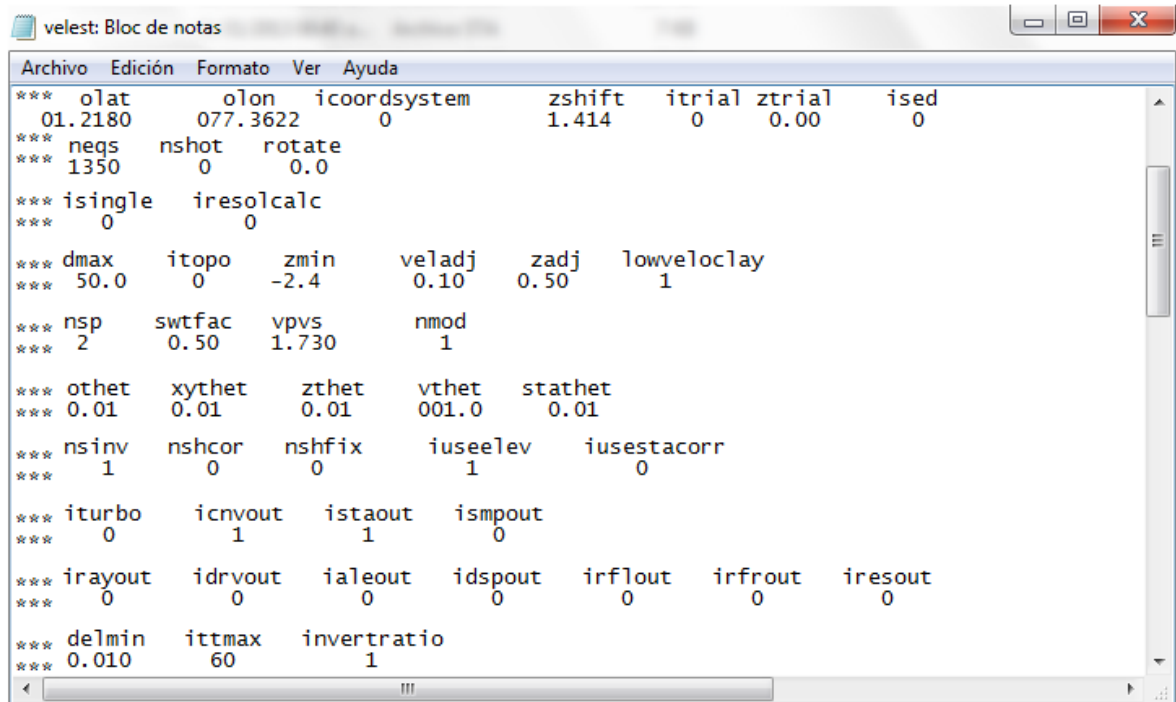 velest: Bloc de notas
Archivo Edición Formato Ver Ayuda
*** olat olon icoordsystem zshift itrial ztrial ised
01.2180 077.3622 0 1.414 0 0.00 0
***
*** neqs nshot rotate
1350 0 0.0
*** isingle iresolcalc
*** 0 0
*** dmax itopo zmin veladj zadj lowveloclay
*** 50.0 0 -2.4 0.10 0.50 1
*** nsp swtfac vpvs nmod
*** 2 0.50 1.730 1
*** othet xythet zthet vthet stathet
*** 0.01 0.01 0.01 001.0 0.01
*** nsinv nshcor nshfix iuseelev iusestacorr
*** 1 0 0 1 0
*** iturbo icnvout istaout ismpout
*** 0 1 1 0
*** irayout idrvout ialeout idspout irflout irfrout iresout
*** 0 0 0 0 0 0 0
*** delmin ittmax invertratio
*** 0.010 60 1